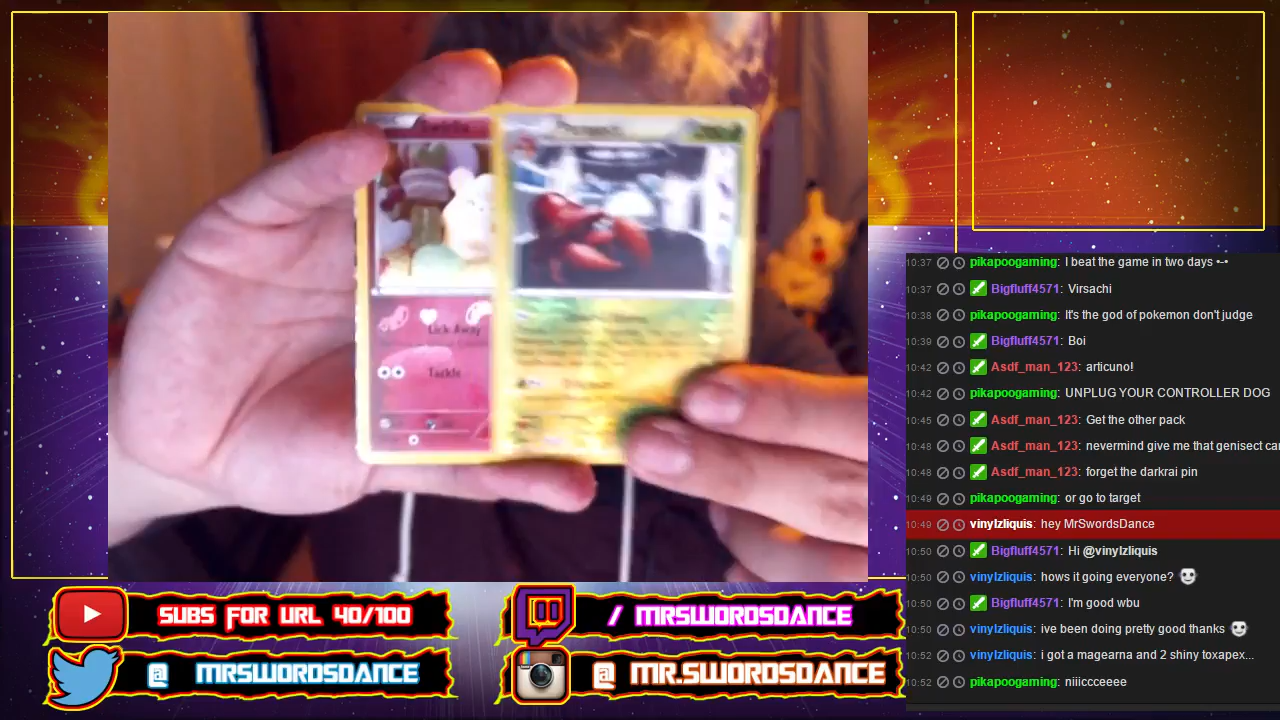 Lick Away
Tackle
10:37 pikapoogaming: I beat the game in two days •-•
10:37 Bigfluff4571: Virsachi
10:38 pikapoogaming: It's the god of pokemon don't judge
10:39 Bigfluff4571: Boi
10:42 Asdf_man_123: articuno!
10:42 pikapoogaming: UNPLUG YOUR CONTROLLER DOG
10:45 Asdf_man_123: Get the other pack
10:48 Asdf_man_123: nevermind give me that genisect
10:48 Asdf_man_123: forget the darkrai pin
10:49 pikapoogaming: or go to target
10:49 vinylzliquis: hey MrSwordsDance
10:50 Bigfluff4571: Hi @vinylzliquis
10:50 vinylzliquis: hows it going everyone?
10:50 Bigfluff4571: I'm good wbu
10:50 vinylzliquis: ive been doing pretty good thanks
10:52 vinylzliquis: i got a magearna and 2 shiny toxapex...
10:52 pikapoogaming: niiiccceeee
SUBS FOR URL 40/100
/ MRSWORDSDANCE
@ MRSWORDSDANCE
@ MR.SWORDSDANCE